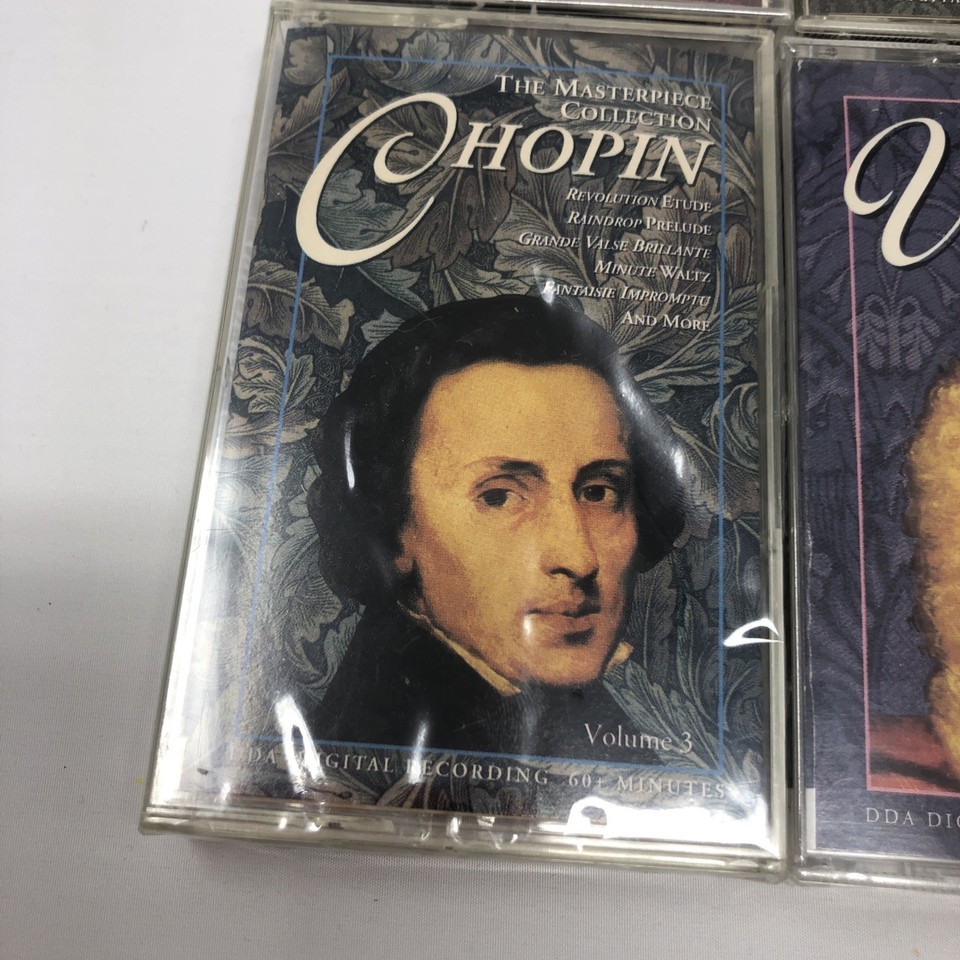 THE MASTERPIECE
COLLECTION
CHOPIN
REVOLUTION ETUDE
RAINDROP PRELUDE
GRANDE VALSE BRILLANTE
MINUTE WALTZ
FANTAISIE IMPROMPTU
AND MORE
Volume 3
DDA DIGITAL RECORDING 60+ MINUTES
V
DDA DIG